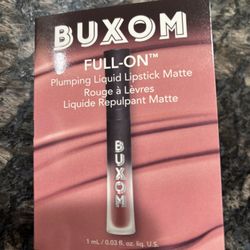 BUXOM
FULL-ON™
Plumping Liquid Lipstick Matte
Rouge à Lèvres
Liquide Repulpant Matte
BUXOM
1 mL / 0.03 fl. oz. liq. U.S.